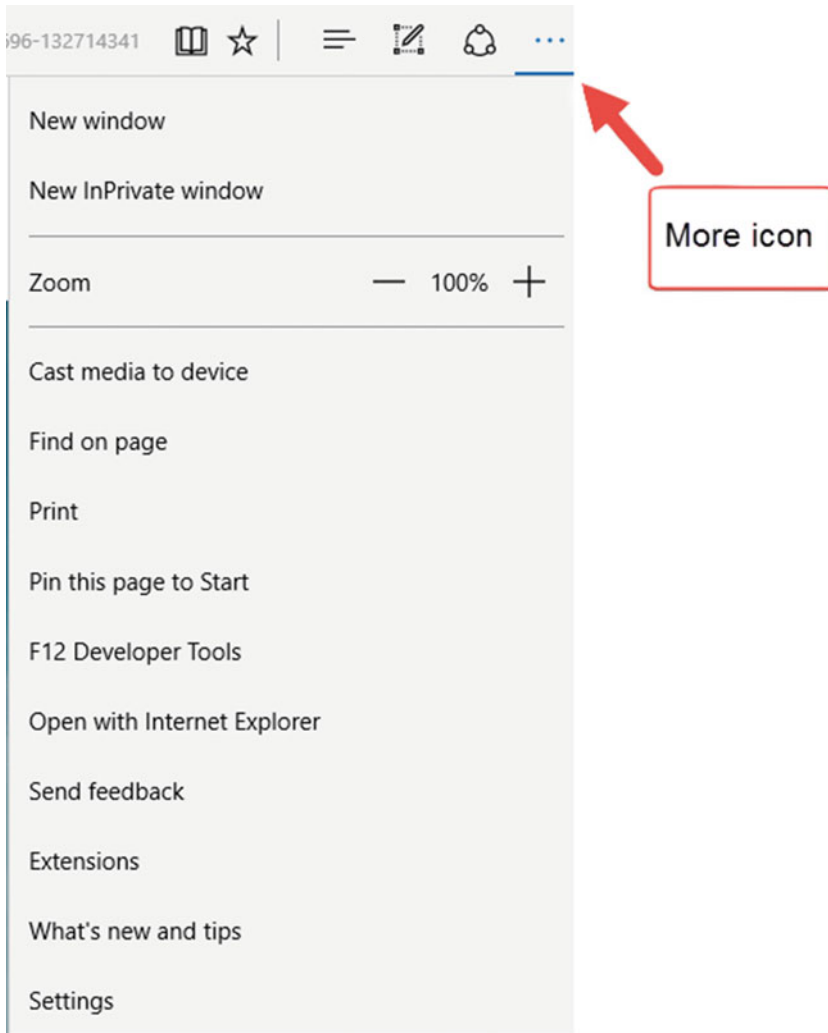 596-132714341
New window
New InPrivate window
More icon
Zoom 100%
Cast media to device
Find on page
Print
Pin this page to Start
F12 Developer Tools
Open with Internet Explorer
Send feedback
Extensions
What's new and tips
Settings